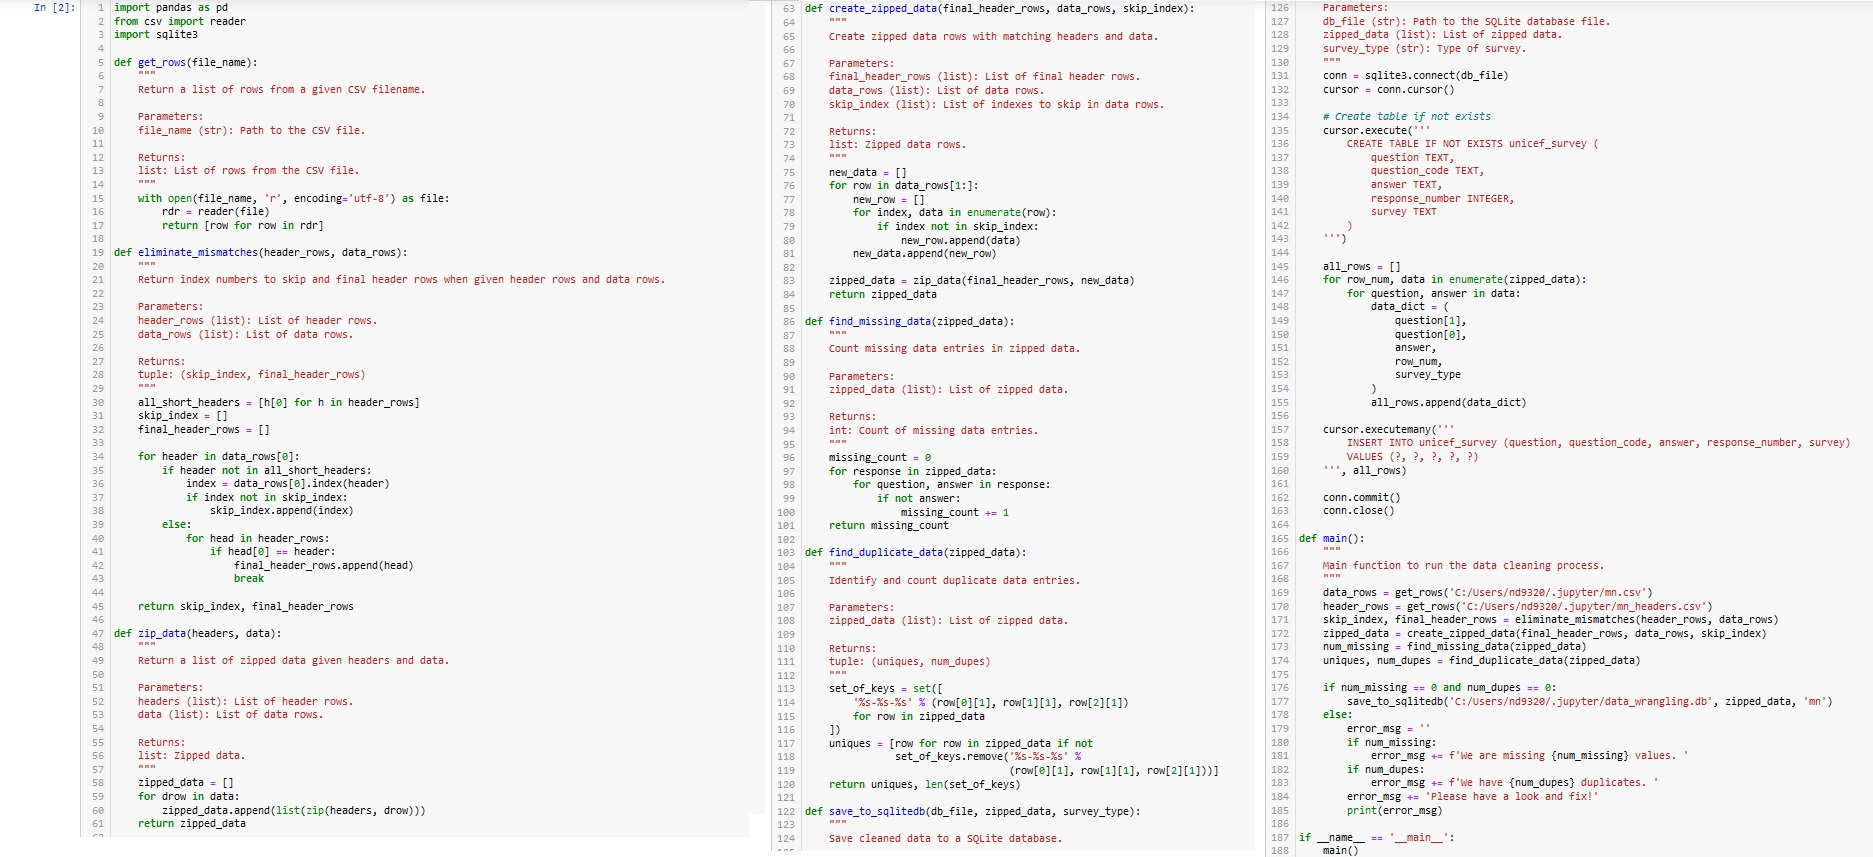 In [2]:
1 import pandas as pd
2 from csv import reader
3 import sqlite3
4
5 def get_rows(file_name):
6     """
7     Return a list of rows from a given CSV filename.
8
9     Parameters:
10     file_name (str): Path to the CSV file.
11
12     Returns:
13     list: List of rows from the CSV file.
14     """
15     with open(file_name, 'r', encoding='utf-8') as file:
16         rdr = reader(file)
17         return [row for row in rdr]
18
19 def eliminate_mismatches(header_rows, data_rows):
20     """
21     Return index numbers to skip and final header rows when given header rows and data rows.
22
23     Parameters:
24     header_rows (list): List of header rows.
25     data_rows (list): List of data rows.
26
27     Returns:
28     tuple: (skip_index, final_header_rows)
29     """
30     all_short_headers = [h[0] for h in header_rows]
31     skip_index = []
32     final_header_rows = []
33
34     for header in data_rows[0]:
35         if header not in all_short_headers:
36             index = data_rows[0].index(header)
37             if index not in skip_index:
38                 skip_index.append(index)
39         else:
40             for head in header_rows:
41                 if head[0] == header:
42                     final_header_rows.append(head)
43                     break
44
45     return skip_index, final_header_rows
46
47 def zip_data(headers, data):
48     """
49     Return a list of zipped data given headers and data.
50
51     Parameters:
52     headers (list): List of header rows.
53     data (list): List of data rows.
54
55     Returns:
56     list: Zipped data.
57     """
58     zipped_data = []
59     for drow in data:
60         zipped_data.append(list(zip(headers, drow)))
61     return zipped_data
63 def create_zipped_data(final_header_rows, data_rows, skip_index):
64     """
65     Create zipped data rows with matching headers and data.
66
67     Parameters:
68     final_header_rows (list): List of final header rows.
69     data_rows (list): List of data rows.
70     skip_index (list): List of indexes to skip in data rows.
71
72     Returns:
73     list: Zipped data rows.
74     """
75     new_data = []
76     for row in data_rows[1:]:
77         new_row = []
78         for index, data in enumerate(row):
79             if index not in skip_index:
80                 new_row.append(data)
81         new_data.append(new_row)
82
83     zipped_data = zip_data(final_header_rows, new_data)
84     return zipped_data
85
86 def find_missing_data(zipped_data):
87     """
88     Count missing data entries in zipped data.
89
90     Parameters:
91     zipped_data (list): List of zipped data.
92
93     Returns:
94     int: Count of missing data entries.
95     """
96     missing_count = 0
97     for response in zipped_data:
98         for question, answer in response:
99             if not answer:
100                 missing_count += 1
101     return missing_count
102
103 def find_duplicate_data(zipped_data):
104     """
105     Identify and count duplicate data entries.
106
107     Parameters:
108     zipped_data (list): List of zipped data.
109
110     Returns:
111     tuple: (uniques, num_dupes)
112     """
113     set_of_keys = set([
114         '%s-%s-%s' % (row[0][1], row[1][1], row[2][1])
115         for row in zipped_data
116     ])
117     uniques = [row for row in zipped_data if not
118                set_of_keys.remove('%s-%s-%s' %
119                                   (row[0][1], row[1][1], row[2][1]))]
120     return uniques, len(set_of_keys)
121
122 def save_to_sqlitedb(db_file, zipped_data, survey_type):
123     """
124     Save cleaned data to a SQLite database.
126     Parameters:
127     db_file (str): Path to the SQLite database file.
128     zipped_data (list): List of zipped data.
129     survey_type (str): Type of survey.
130     """
131     conn = sqlite3.connect(db_file)
132     cursor = conn.cursor()
133
134     # Create table if not exists
135     cursor.execute('''
136         CREATE TABLE IF NOT EXISTS unicef_survey (
137             question TEXT,
138             question_code TEXT,
139             answer TEXT,
140             response_number INTEGER,
141             survey TEXT
142         )
143     ''')
144
145     all_rows = []
146     for row_num, data in enumerate(zipped_data):
147         for question, answer in data:
148             data_dict = (
149                 question[1],
150                 question[0],
151                 answer,
152                 row_num,
153                 survey_type
154             )
155             all_rows.append(data_dict)
156
157     cursor.executemany('''
158         INSERT INTO unicef_survey (question, question_code, answer, response_number, survey)
159         VALUES (?, ?, ?, ?, ?)
160     ''', all_rows)
161
162     conn.commit()
163     conn.close()
164
165 def main():
166     """
167     Main function to run the data cleaning process.
168     """
169     data_rows = get_rows('C:/Users/nd9320/.jupyter/mn.csv')
170     header_rows = get_rows('C:/Users/nd9320/.jupyter/mn_headers.csv')
171     skip_index, final_header_rows = eliminate_mismatches(header_rows, data_rows)
172     zipped_data = create_zipped_data(final_header_rows, data_rows, skip_index)
173     num_missing = find_missing_data(zipped_data)
174     uniques, num_dupes = find_duplicate_data(zipped_data)
175
176     if num_missing == 0 and num_dupes == 0:
177         save_to_sqlitedb('C:/Users/nd9320/.jupyter/data_wrangling.db', zipped_data, 'mn')
178     else:
179         error_msg = ''
180         if num_missing:
181             error_msg += f'We are missing {num_missing} values. '
182         if num_dupes:
183             error_msg += f'We have {num_dupes} duplicates. '
184         error_msg += 'Please have a look and fix!'
185         print(error_msg)
186
187 if __name__ == '__main__':
188     main()